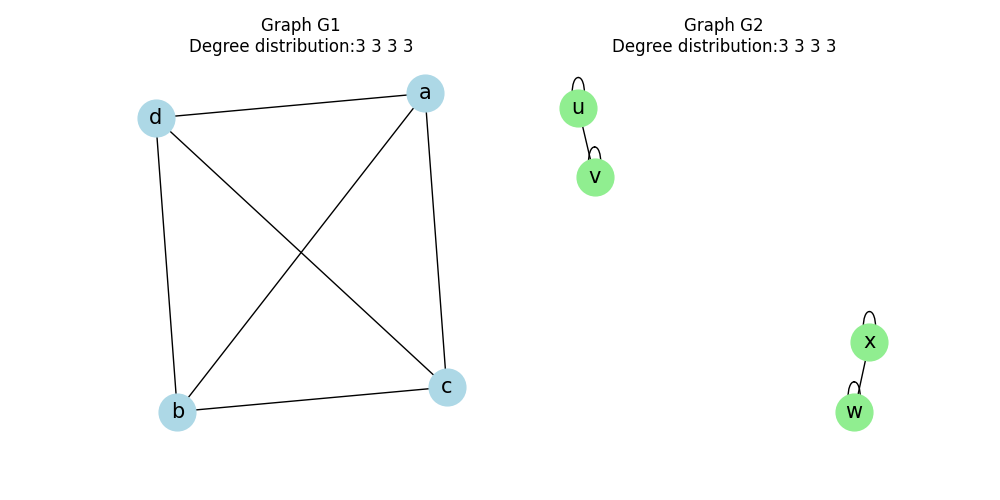 Graph G1
Degree distribution:3 3 3 3
d
a
b
c
Graph G2
Degree distribution:3 3 3 3
u
v
x
w